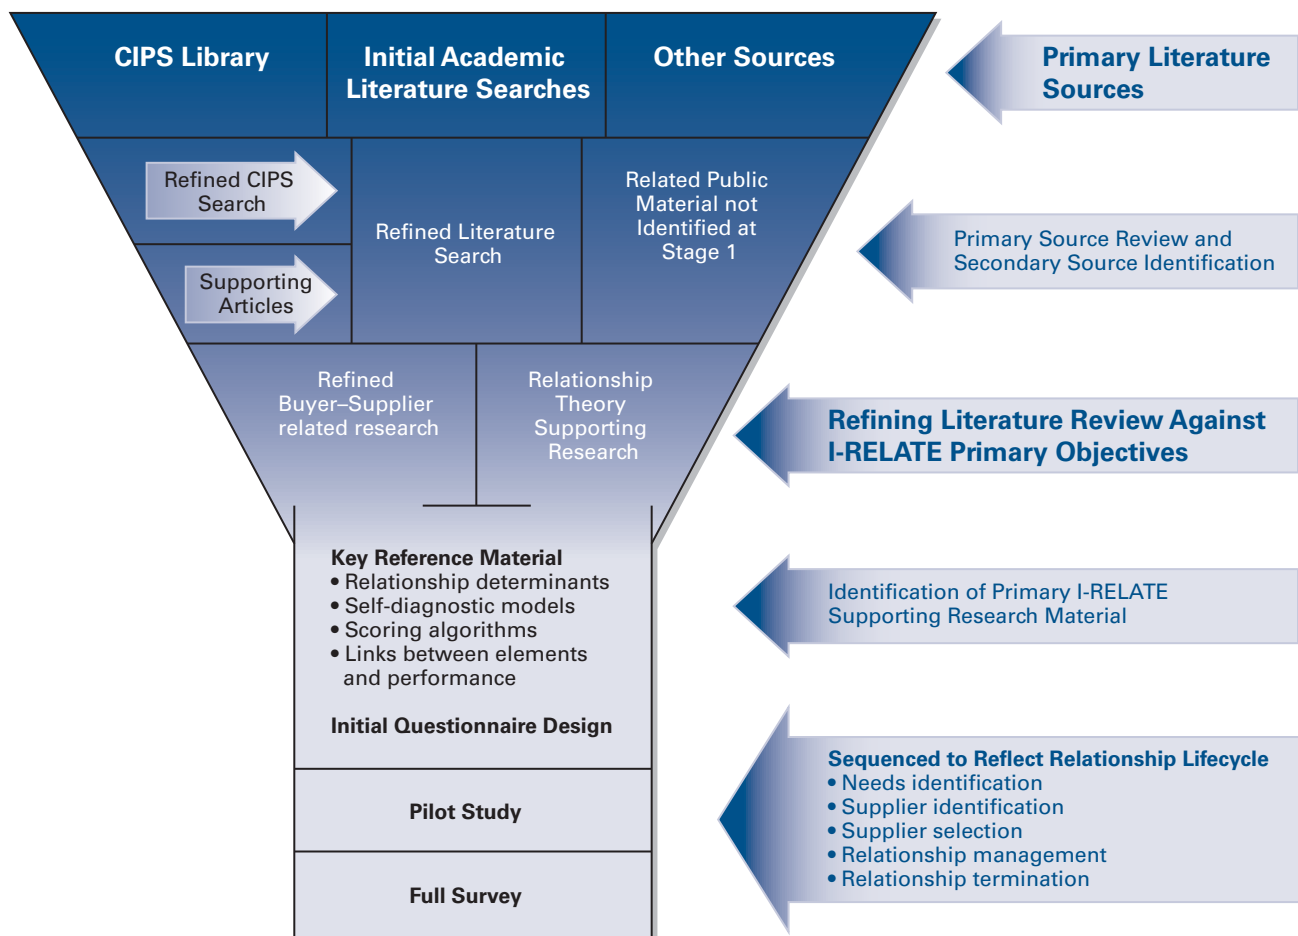 CIPS Library
Initial Academic
Literature Searches
Other Sources
Primary Literature
Sources
Refined CIPS
Search
Supporting
Articles
Refined Literature
Search
Related Public
Material not
Identified at
Stage 1
Primary Source Review and
Secondary Source Identification
Refined
Buyer–Supplier
related research
Relationship
Theory
Supporting
Research
Refining Literature Review Against
I-RELATE Primary Objectives
Key Reference Material
• Relationship determinants
• Self-diagnostic models
• Scoring algorithms
• Links between elements
and performance
Initial Questionnaire Design
Identification of Primary I-RELATE
Supporting Research Material
Pilot Study
Full Survey
Sequenced to Reflect Relationship Lifecycle
• Needs identification
• Supplier identification
• Supplier selection
• Relationship management
• Relationship termination